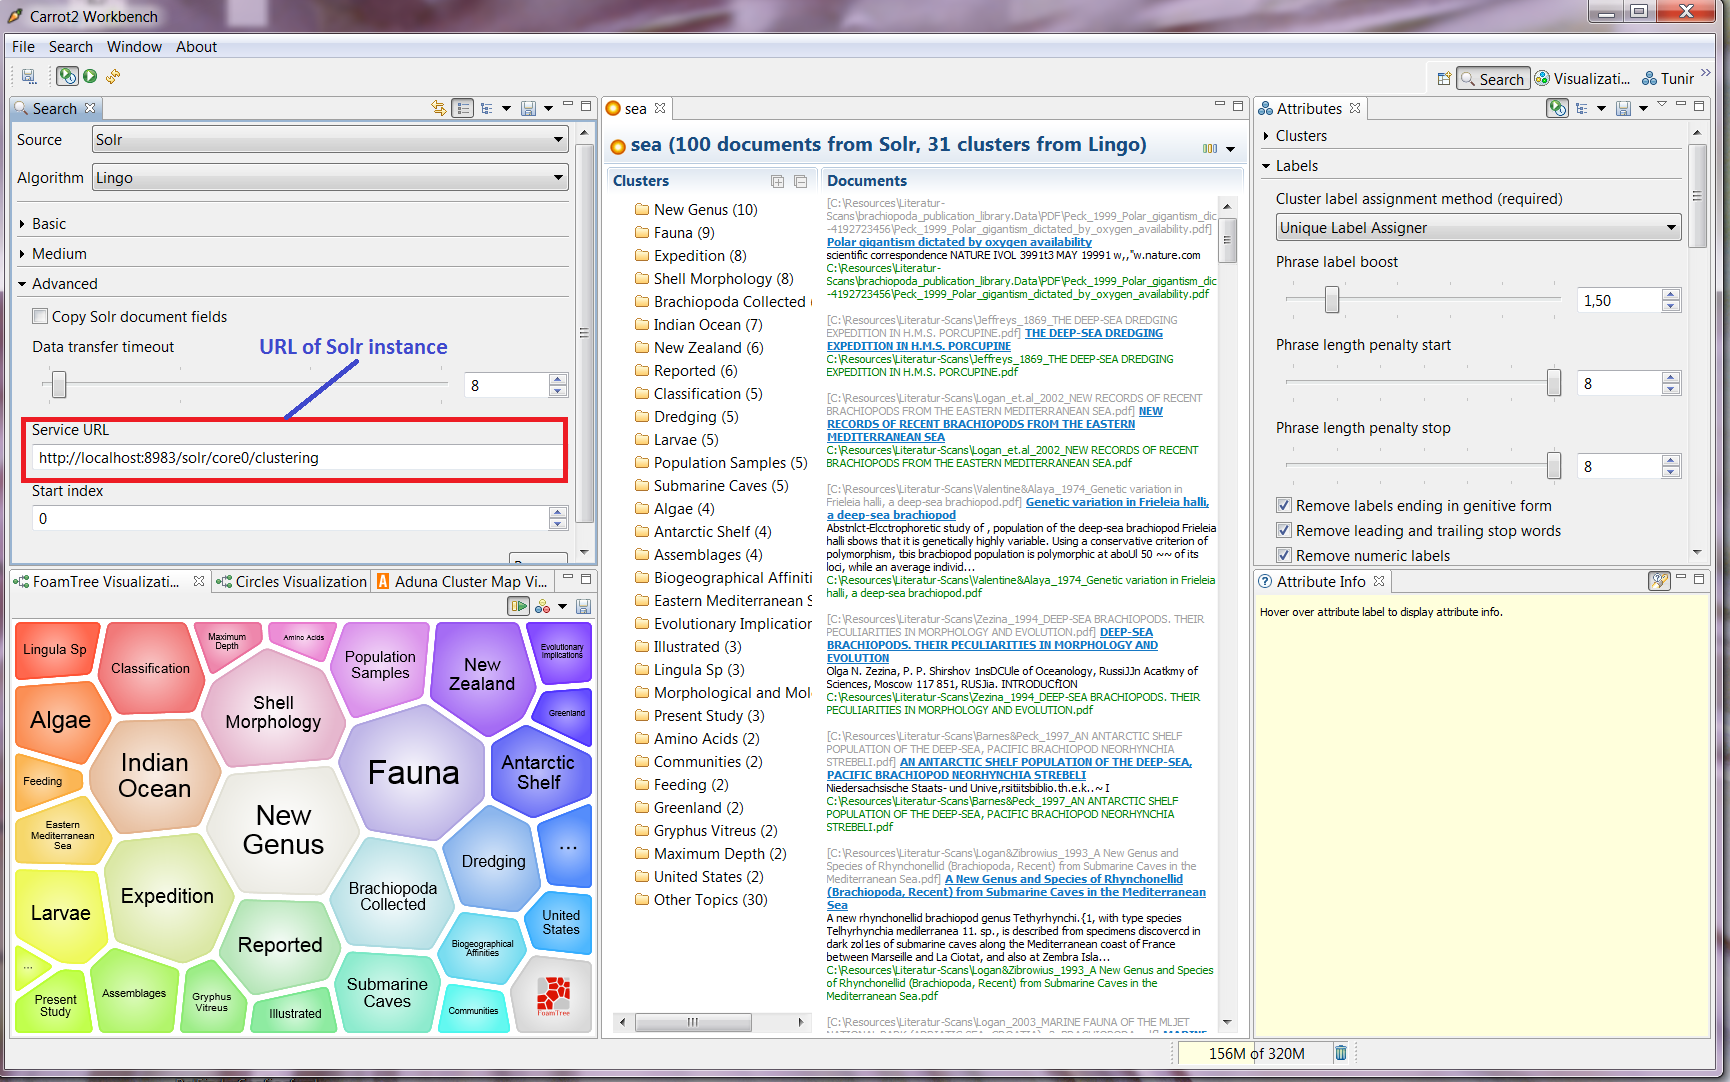 Carrot2 Workbench
File Search Window About
Search Visualizati... Tunir
Search
Source Solr
Algorithm Lingo
Basic
Medium
Advanced
Copy Solr document fields
Data transfer timeout
URL of Solr instance
8
Service URL
http://localhost:8983/solr/core0/clustering
Start index
0
sea
sea (100 documents from Solr, 31 clusters from Lingo)
Clusters
New Genus (10)
Fauna (9)
Expedition (8)
Shell Morphology (8)
Brachiopoda Collected (
Indian Ocean (7)
New Zealand (6)
Reported (6)
Classification (5)
Dredging (5)
Larvae (5)
Population Samples (5)
Submarine Caves (5)
Algae (4)
Antarctic Shelf (4)
Assemblages (4)
Biogeographical Affiniti
Eastern Mediterranean S
Evolutionary Implication
Illustrated (3)
Lingula Sp (3)
Morphological and Mol
Present Study (3)
Amino Acids (2)
Communities (2)
Feeding (2)
Greenland (2)
Gryphus Vitreus (2)
Maximum Depth (2)
United States (2)
Other Topics (30)
Documents
[C:\Resources\Literatur-
Scans\brachiopoda_publication_library.Data\PDF\Peck_1999_Polar_gigantism_dic
-4192723456\Peck_1999_Polar_gigantism_dictated_by_oxygen_availability.pdf]
Polar gigantism dictated by oxygen availability
scientific correspondence NATURE IVOL 3991t3 MAY 19991 w,,"w.nature.com
C:\Resources\Literatur-
Scans\brachiopoda_publication_library.Data\PDF\Peck_1999_Polar_gigantism_dic
-4192723456\Peck_1999_Polar_gigantism_dictated_by_oxygen_availability.pdf
[C:\Resources\Literatur-Scans\Jeffreys_1869_THE DEEP-SEA DREDGING
EXPEDITION IN H.M.S. PORCUPINE.pdf] THE DEEP-SEA DREDGING
EXPEDITION IN H.M.S. PORCUPINE
C:\Resources\Literatur-Scans\Jeffreys_1869_THE DEEP-SEA DREDGING
EXPEDITION IN H.M.S. PORCUPINE.pdf
[C:\Resources\Literatur-Scans\Logan_et.al_2002_NEW RECORDS OF RECENT
BRACHIOPODS FROM THE EASTERN MEDITERRANEAN SEA.pdf] NEW
RECORDS OF RECENT BRACHIOPODS FROM THE EASTERN
MEDITERRANEAN SEA
C:\Resources\Literatur-Scans\Logan_et.al_2002_NEW RECORDS OF RECENT
BRACHIOPODS FROM THE EASTERN MEDITERRANEAN SEA.pdf
[C:\Resources\Literatur-Scans\Valentine&Alaya_1974_Genetic variation in
Frieleia halli, a deep-sea brachiopod.pdf] Genetic variation in Frieleia halli,
a deep-sea brachiopod
Abstnlct-Elcctrophoretic study of , population of the deep-sea brachiopod Frieleia
halli sbows that it is genetically highly variable. Using a conservative criterion of
polymorphism, tbis bracbiopod population is polymorphic at aboUl 50 ~~ of its
loci, while an average individ...
C:\Resources\Literatur-Scans\Valentine&Alaya_1974_Genetic variation in Frieleia
halli, a deep-sea brachiopod.pdf
[C:\Resources\Literatur-Scans\Zezina_1994_DEEP-SEA BRACHIOPODS. THEIR
PECULIARITIES IN MORPHOLOGY AND EVOLUTION.pdf] DEEP-SEA
BRACHIOPODS. THEIR PECULIARITIES IN MORPHOLOGY AND
EVOLUTION
Olga N. Zezina, P. P. Shirshov 1nsDCUle of Oceanology, RussiJJn Acatkmy of
Sciences, Moscow 117 851, RUSJia. INTRODUCfION
C:\Resources\Literatur-Scans\Zezina_1994_DEEP-SEA BRACHIOPODS. THEIR
PECULIARITIES IN MORPHOLOGY AND EVOLUTION.pdf
[C:\Resources\Literatur-Scans\Barnes&Peck_1997_AN ANTARCTIC SHELF
POPULATION OF THE DEEP-SEA, PACIFIC BRACHIOPOD NEORHYNCHIA
STREBELI.pdf] AN ANTARCTIC SHELF POPULATION OF THE DEEP-SEA,
PACIFIC BRACHIOPOD NEORHYNCHIA STREBELI
Niedersachsische Staats- und Unive,rsitiitsbiblio.th.e.k..~ I
C:\Resources\Literatur-Scans\Barnes&Peck_1997_AN ANTARCTIC SHELF
POPULATION OF THE DEEP-SEA, PACIFIC BRACHIOPOD NEORHYNCHIA
STREBELI.pdf
[C:\Resources\Literatur-Scans\Logan&Zibrowius_1993_A New Genus and
Species of Rhynchonellid (Brachiopoda, Recent) from Submarine Caves in the
Mediterranean Sea.pdf] A New Genus and Species of Rhynchonellid
(Brachiopoda, Recent) from Submarine Caves in the Mediterranean
Sea
A new rhynchonellid brachiopod genus Tethyrhynchi.{1, with type species
Telhyrhynchia medilerranea 11. sp., is described from specimens discovercd in
dark zol1es of submarine caves along the Mediterranean coast of France
between Marseille and La Ciotat, and also at Zembra Isla...
C:\Resources\Literatur-Scans\Logan&Zibrowius_1993_A New Genus and Species
of Rhynchonellid (Brachiopoda, Recent) from Submarine Caves in the
Mediterranean Sea.pdf
[C:\Resources\Literatur-Scans\Logan_2003_MARINE FAUNA OF THE MLJET
Attributes
Clusters
Labels
Cluster label assignment method (required)
Unique Label Assigner
Phrase label boost
1,50
Phrase length penalty start
8
Phrase length penalty stop
8
Remove labels ending in genitive form
Remove leading and trailing stop words
Remove numeric labels
Attribute Info
Hover over attribute label to display attribute info.
FoamTree Visualizati... Circles Visualization Aduna Cluster Map Vi...
Lingula Sp
Classification
Maximum
Depth
Amino Acids
Population
Samples
New
Zealand
Evolutionary
Implications
Algae
Shell
Morphology
Greenland
Indian
Ocean
Fauna
Antarctic
Shelf
Feeding
New
Genus
Eastern
Mediterranean
Sea
Dredging
...
Expedition
Brachiopoda
Collected
Larvae
United
States
Reported
Biogeographical
Affinities
...
Submarine
Caves
Present
Study
Assemblages
Gryphus
Vitreus
Illustrated
Communities
FoamTree
156M of 320M